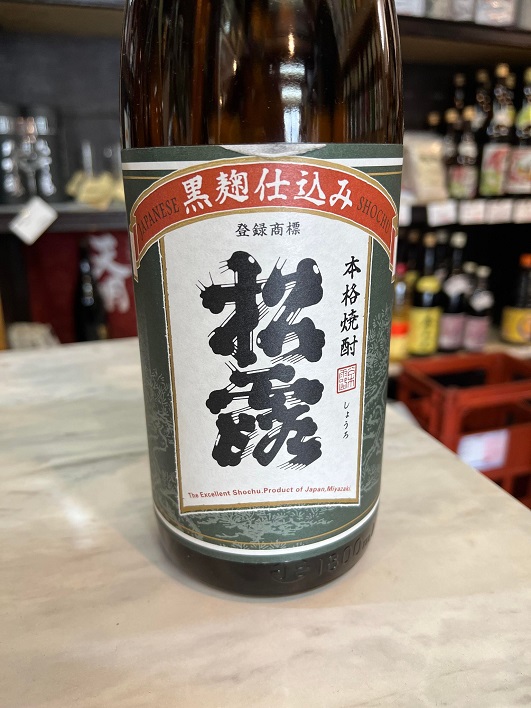 JAPANESE 黒麹仕込み SHOCHU
登録商標
本格焼酎
松露
しょうろ
The Excellent Shochu.Product of Japan,Miyazaki.
1800